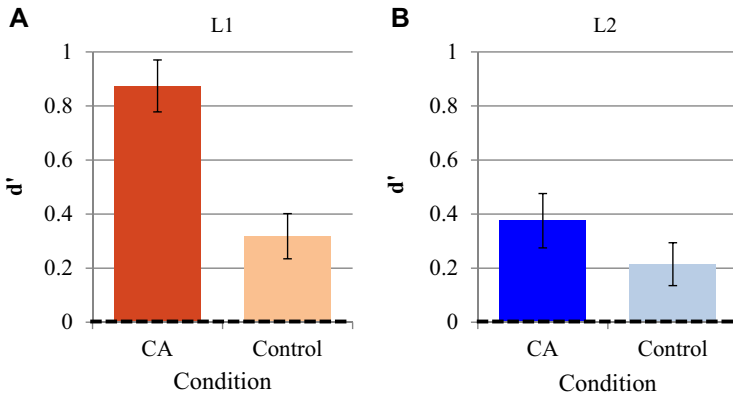 A
L1
1
0.8
0.6
0.4
0.2
0
d'
CA
Control
Condition
B
L2
1
0.8
0.6
0.4
0.2
0
d'
CA
Control
Condition